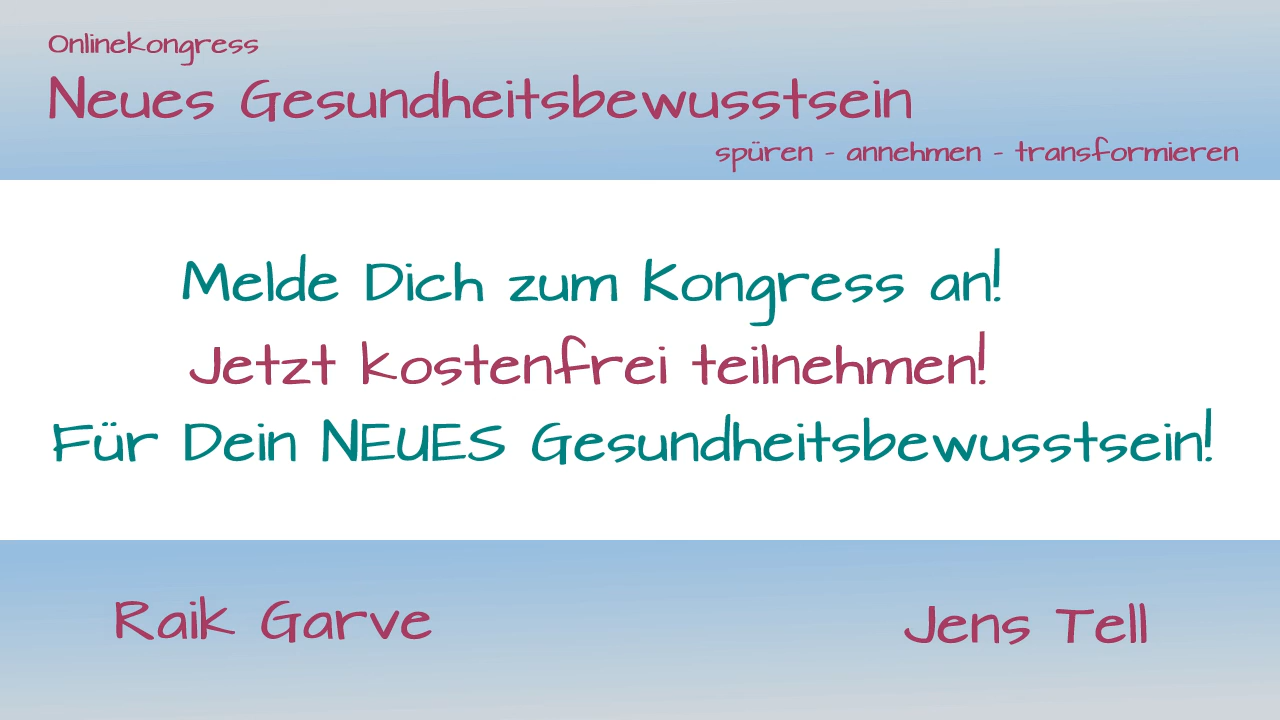 Onlinekongress
Neues Gesundheitsbewusstsein
spüren - annehmen - transformieren
Melde Dich zum Kongress an!
Jetzt kostenfrei teilnehmen!
Für Dein NEUES Gesundheitsbewusstsein!
Raik Garve
Jens Tell